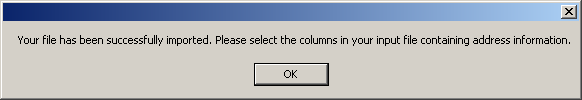 Your file has been successfully imported. Please select the columns in your input file containing address information.
OK